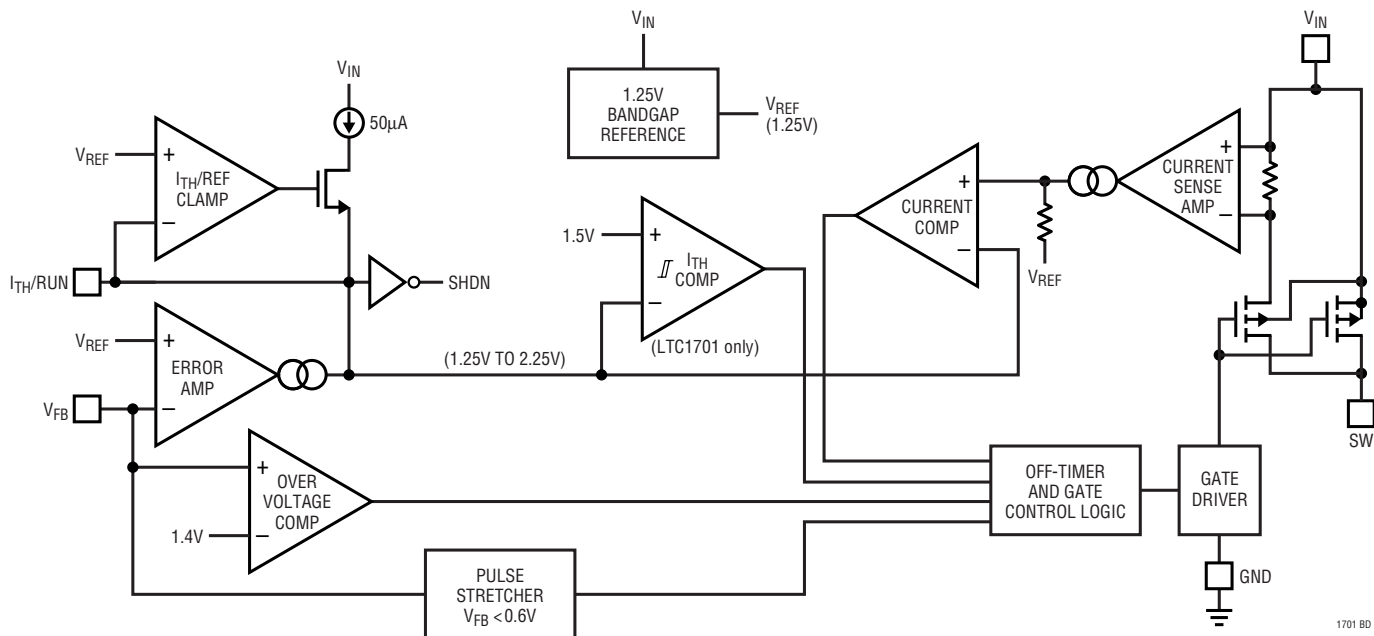 VIN
50µA
VREF
+
ITH/REF
CLAMP
−
ITH/RUN
SHDN
VREF
+
ERROR
AMP
−
VFB
+
OVER
VOLTAGE
COMP
1.4V
−
PULSE
STRETCHER
VFB <0.6V
VIN
1.25V
BANDGAP
REFERENCE
VREF
(1.25V)
1.5V
+
ITH
COMP
−
(LTC1701 only)
(1.25V TO 2.25V)
+
CURRENT
COMP
−
VREF
+
CURRENT
SENSE
AMP
−
VIN
SW
OFF-TIMER
AND GATE
CONTROL LOGIC
GATE
DRIVER
GND
1701 BD